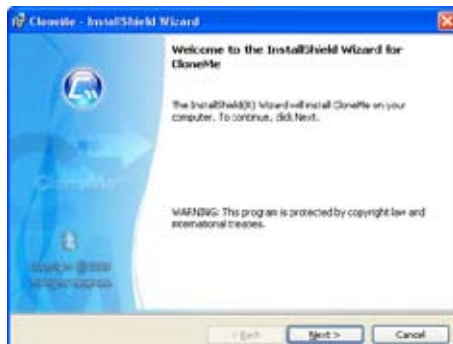 CloneMe - InstallShield Wizard
Welcome to the InstallShield Wizard for
CloneMe
The InstallShield(R) Wizard will install CloneMe on your
computer. To continue, click Next.
CloneMe
WARNING: This program is protected by copyright law and
international treaties.
< Back
Next >
Cancel